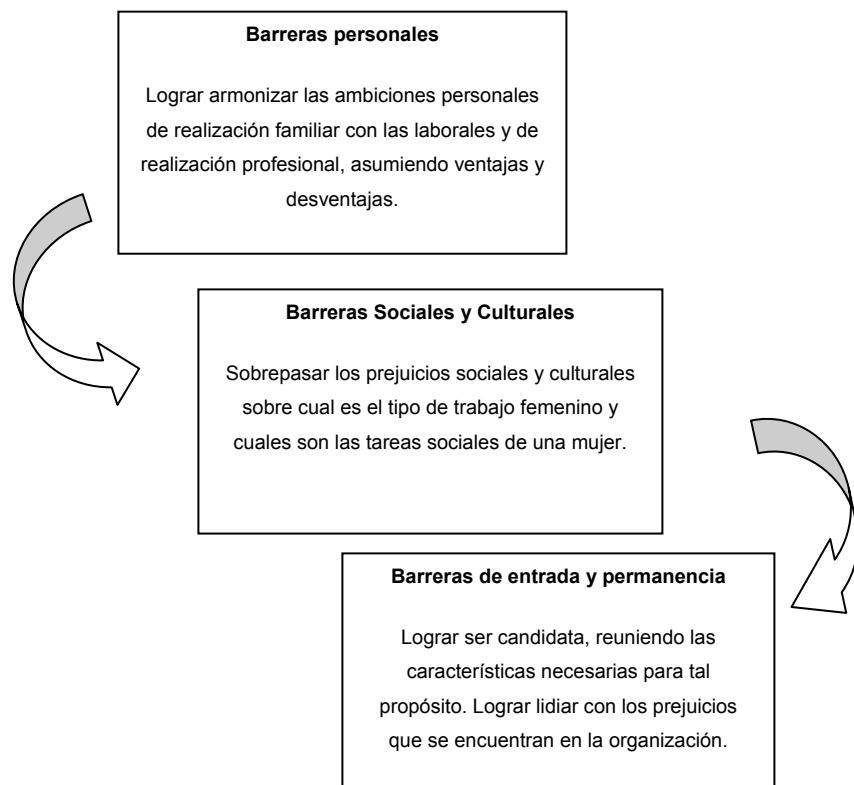 Barreras personales
Lograr armonizar las ambiciones personales
de realización familiar con las laborales y de
realización profesional, asumiendo ventajas y
desventajas.
Barreras Sociales y Culturales
Sobrepasar los prejuicios sociales y culturales
sobre cual es el tipo de trabajo femenino y
cuales son las tareas sociales de una mujer.
Barreras de entrada y permanencia
Lograr ser candidata, reuniendo las
características necesarias para tal
propósito. Lograr lidiar con los prejuicios
que se encuentran en la organización.